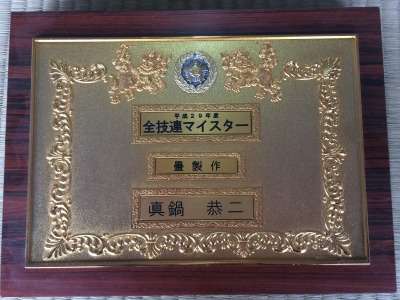 平成29年度
全技連マイスター
畳製作
眞鍋 恭二